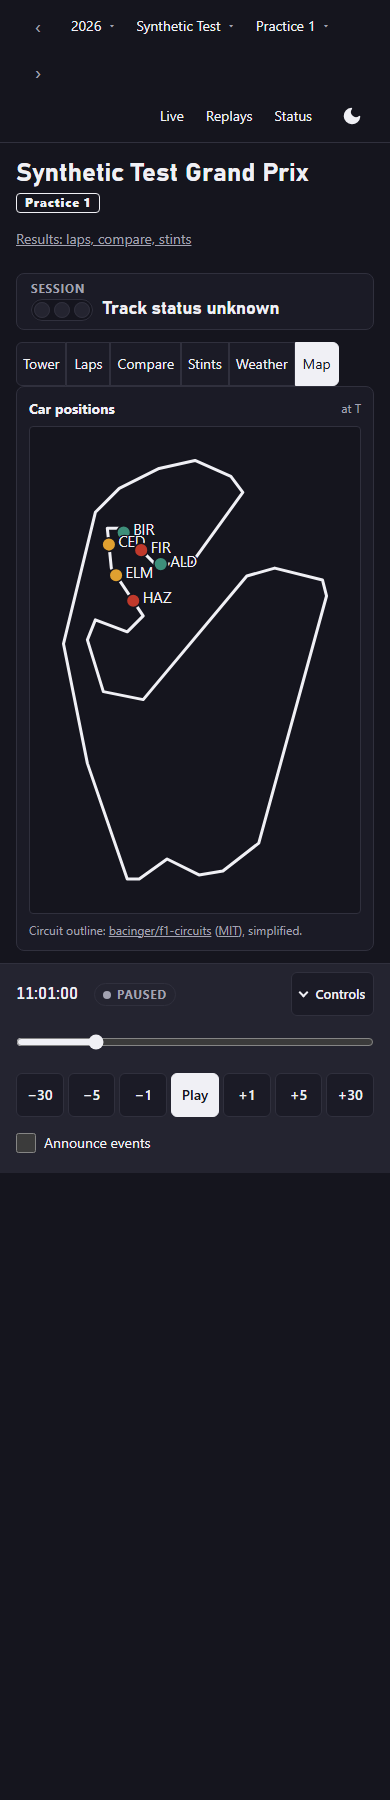 ‹ 2026 Synthetic Test Practice 1
›
Live Replays Status
Synthetic Test Grand Prix
Practice 1
Results: laps, compare, stints
SESSION
Track status unknown
Tower Laps Compare Stints Weather Map
Car positions at T
BIR
CED
FIR
ALD
ELM
HAZ
Circuit outline: bacinger/f1-circuits (MIT), simplified.
11:01:00 PAUSED Controls
−30 −5 −1 Play +1 +5 +30
Announce events